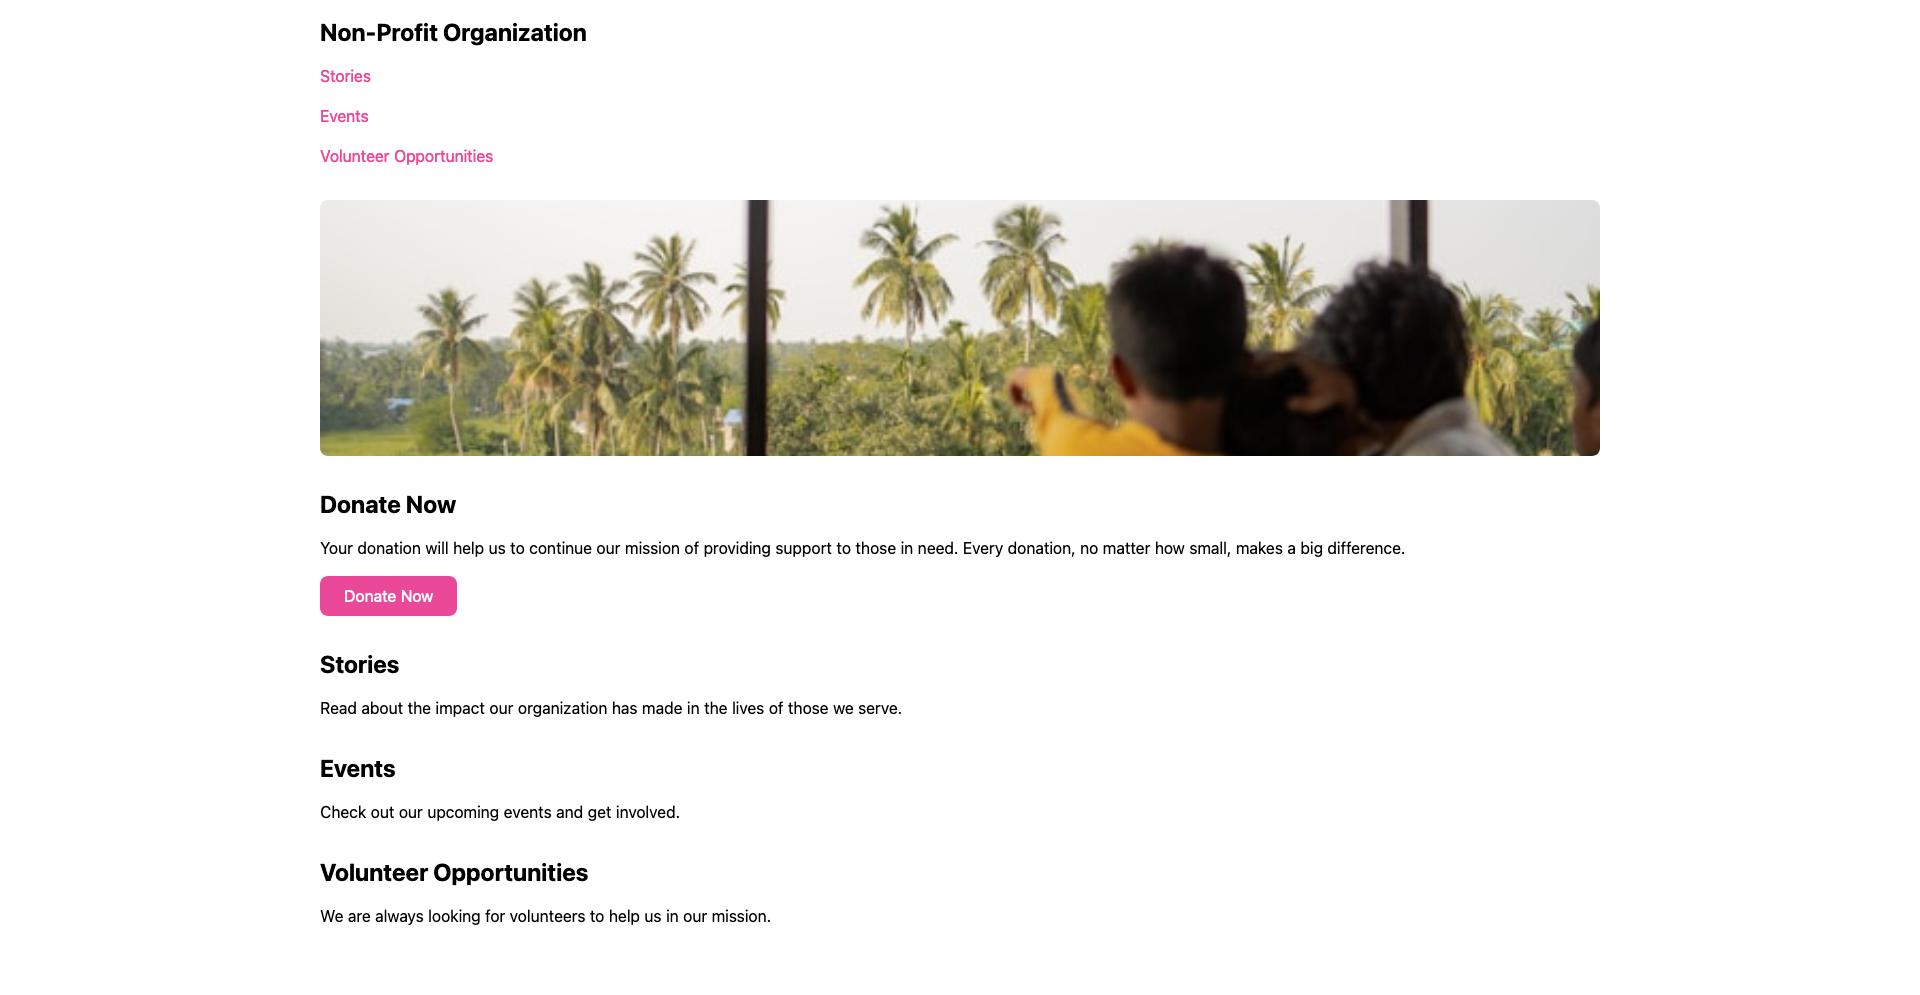 Non-Profit Organization
Stories
Events
Volunteer Opportunities
Donate Now
Your donation will help us to continue our mission of providing support to those in need. Every donation, no matter how small, makes a big difference.
Donate Now
Stories
Read about the impact our organization has made in the lives of those we serve.
Events
Check out our upcoming events and get involved.
Volunteer Opportunities
We are always looking for volunteers to help us in our mission.